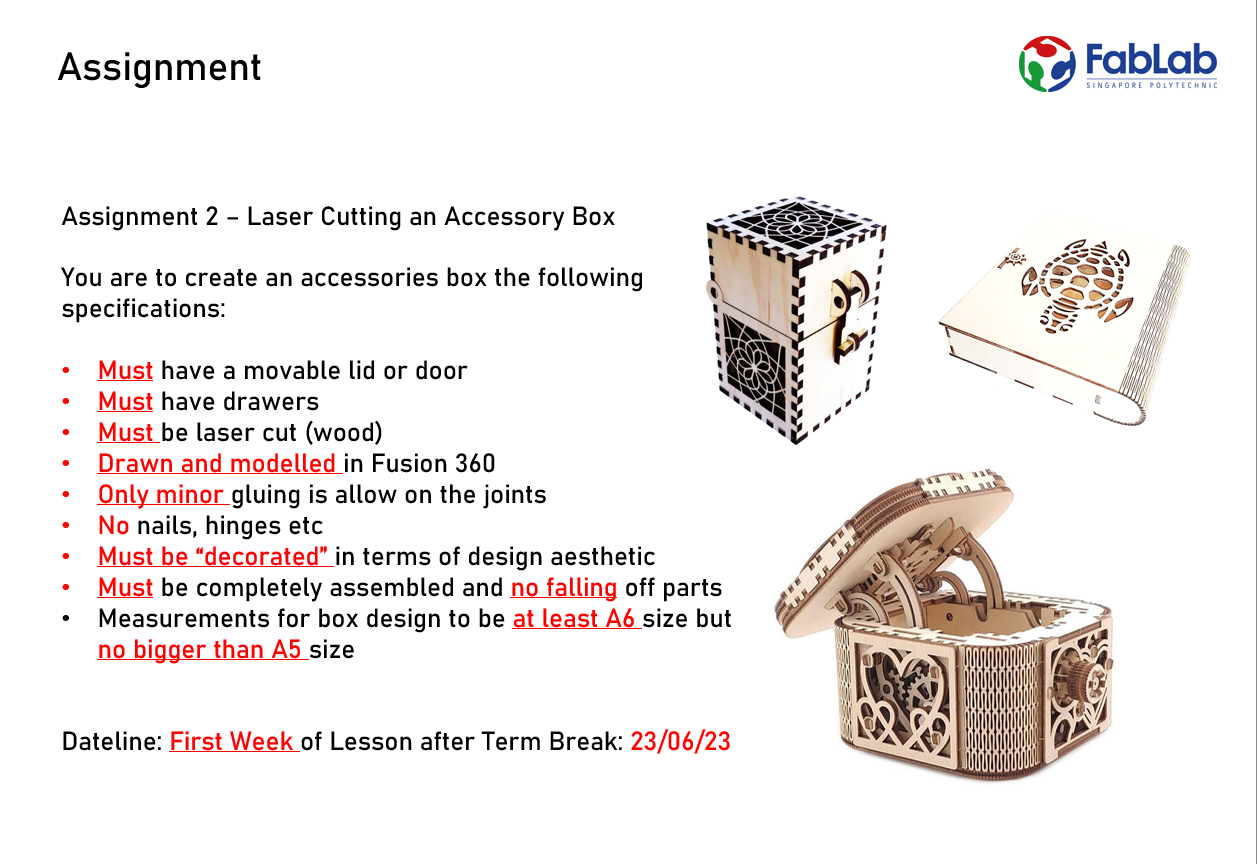 Assignment
FabLab
SINGAPORE POLYTECHNIC
Assignment 2 – Laser Cutting an Accessory Box
You are to create an accessories box the following
specifications:
• Must have a movable lid or door
• Must have drawers
• Must be laser cut (wood)
• Drawn and modelled in Fusion 360
• Only minor gluing is allow on the joints
• No nails, hinges etc
• Must be “decorated” in terms of design aesthetic
• Must be completely assembled and no falling off parts
• Measurements for box design to be at least A6 size but
no bigger than A5 size
Dateline: First Week of Lesson after Term Break: 23/06/23